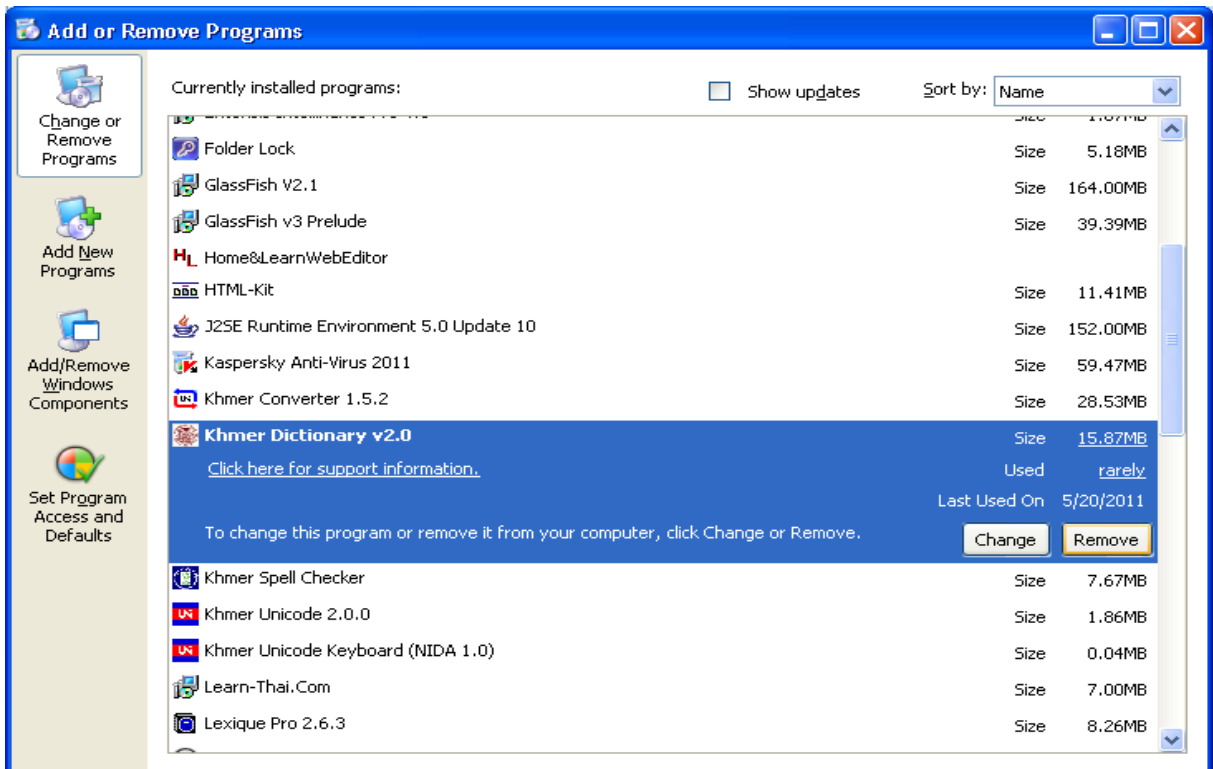 Add or Remove Programs
Change or
Remove
Programs
Add New
Programs
Add/Remove
Windows
Components
Set Program
Access and
Defaults
Currently installed programs: Show updates Sort by: Name
Folder Lock Size 5.18MB
GlassFish V2.1 Size 164.00MB
GlassFish v3 Prelude Size 39.39MB
HL Home&LearnWebEditor
HTML-Kit Size 11.41MB
J2SE Runtime Environment 5.0 Update 10 Size 152.00MB
Kaspersky Anti-Virus 2011 Size 59.47MB
Khmer Converter 1.5.2 Size 28.53MB
Khmer Dictionary v2.0 Size 15.87MB
Click here for support information. Used rarely
Last Used On 5/20/2011
To change this program or remove it from your computer, click Change or Remove. Change Remove
Khmer Spell Checker Size 7.67MB
Khmer Unicode 2.0.0 Size 1.86MB
Khmer Unicode Keyboard (NIDA 1.0) Size 0.04MB
Learn-Thai.Com Size 7.00MB
Lexique Pro 2.6.3 Size 8.26MB